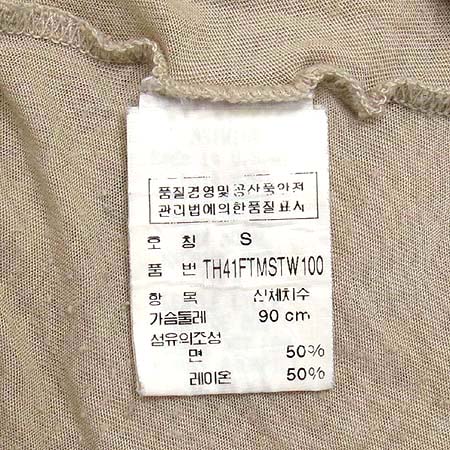 품질경영및공산품안전
관리법에의한품질표시
호 칭 S
품 번 TH41FTMSTW100
항 목 신체치수
가슴둘레 90 cm
섬유의조성
면 50%
레이온 50%